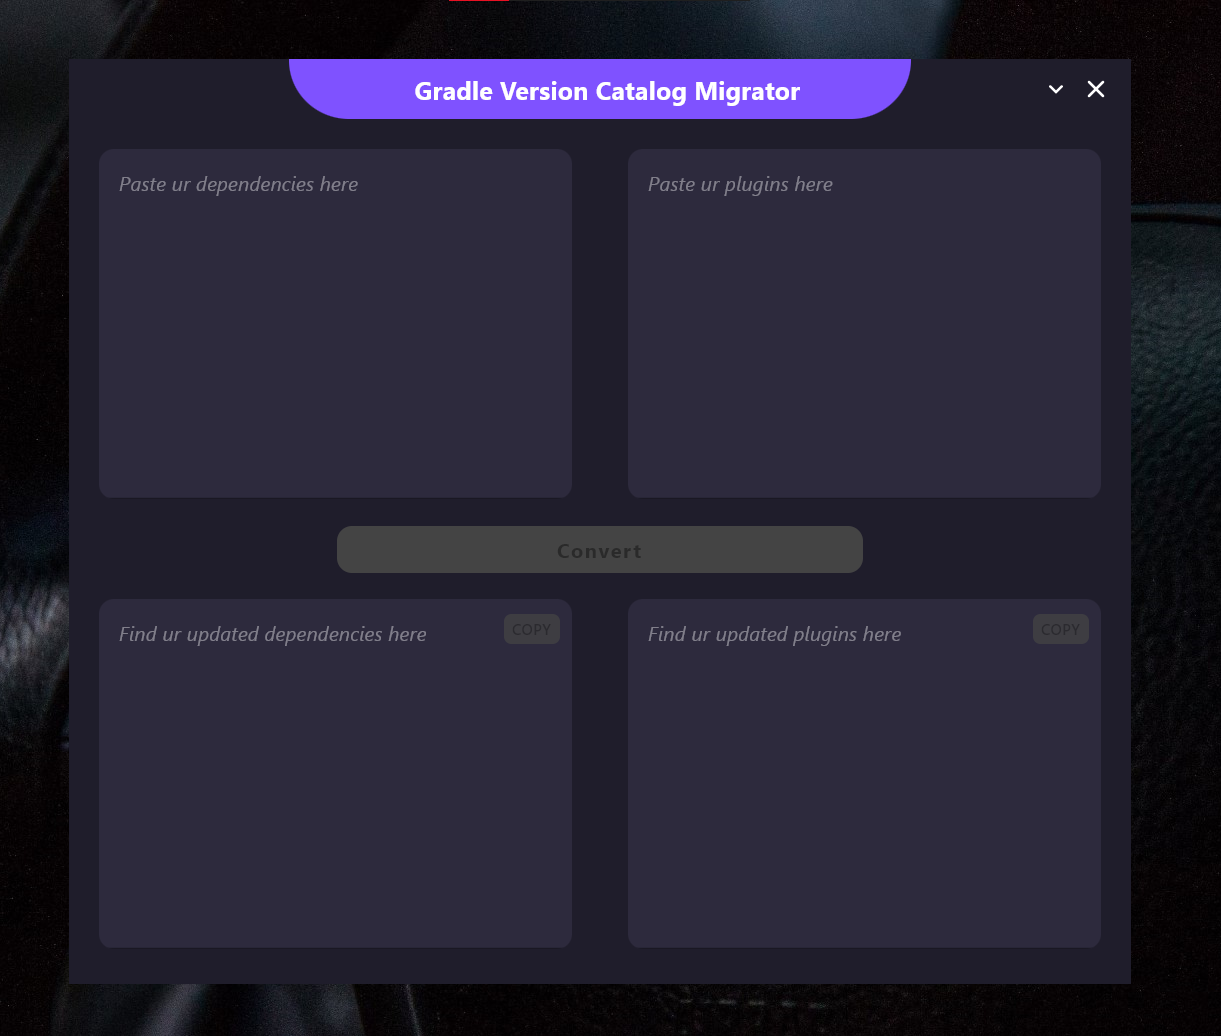 Gradle Version Catalog Migrator
Paste ur dependencies here
Paste ur plugins here
Convert
Find ur updated dependencies here
COPY
Find ur updated plugins here
COPY